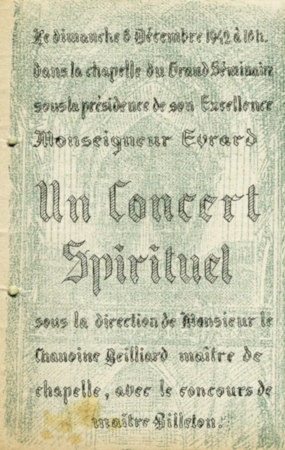 Le dimanche 6 Décembre 1942 à 16h.
dans la chapelle du Grand Séminaire
sous la présidence de son Excellence
Monseigneur Evrard
Un Concert
Spirituel
sous la direction de Monsieur le
Chanoine Beilliard maître de
chapelle, avec le concours de
maître Billeton.